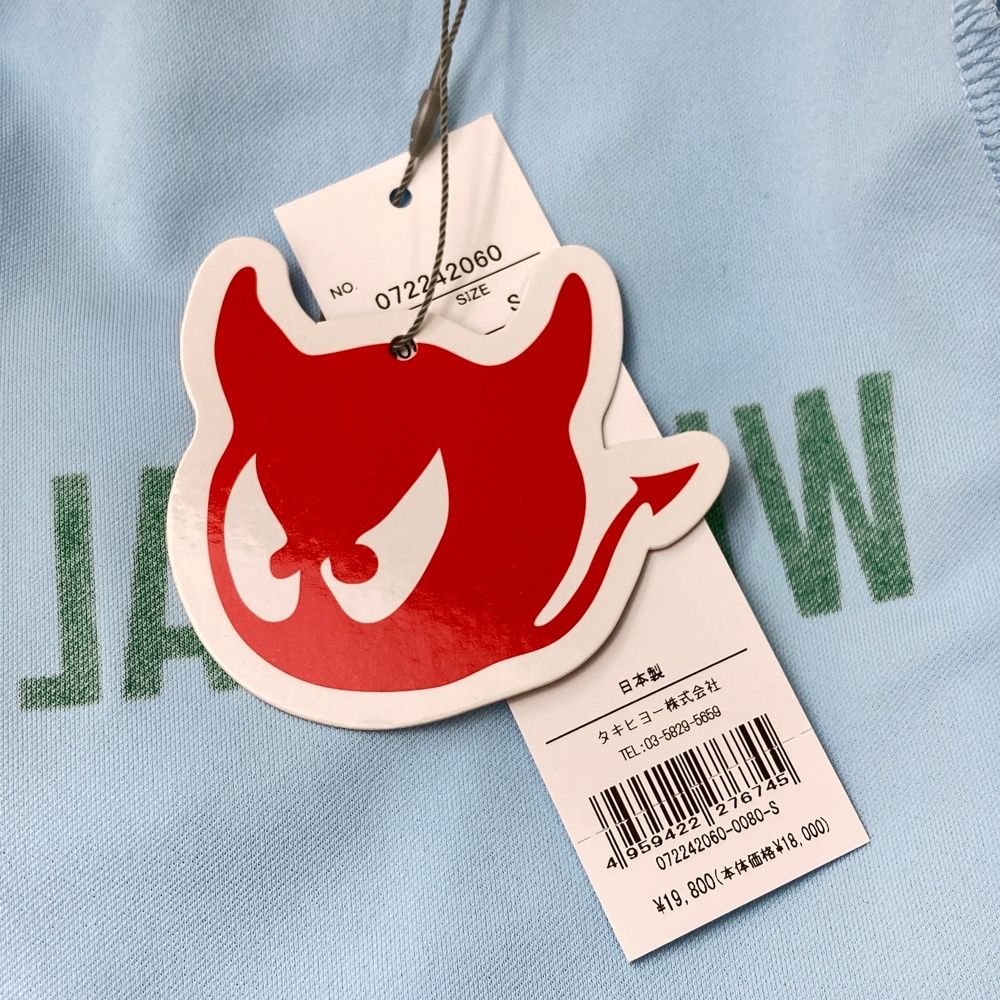 NO. 072242060
SIZE S
日本製
タキヒヨー株式会社
TEL:03-5829-5659
4 959422 276745
072242060-0080-S
¥19,800(本体価格¥18,000)